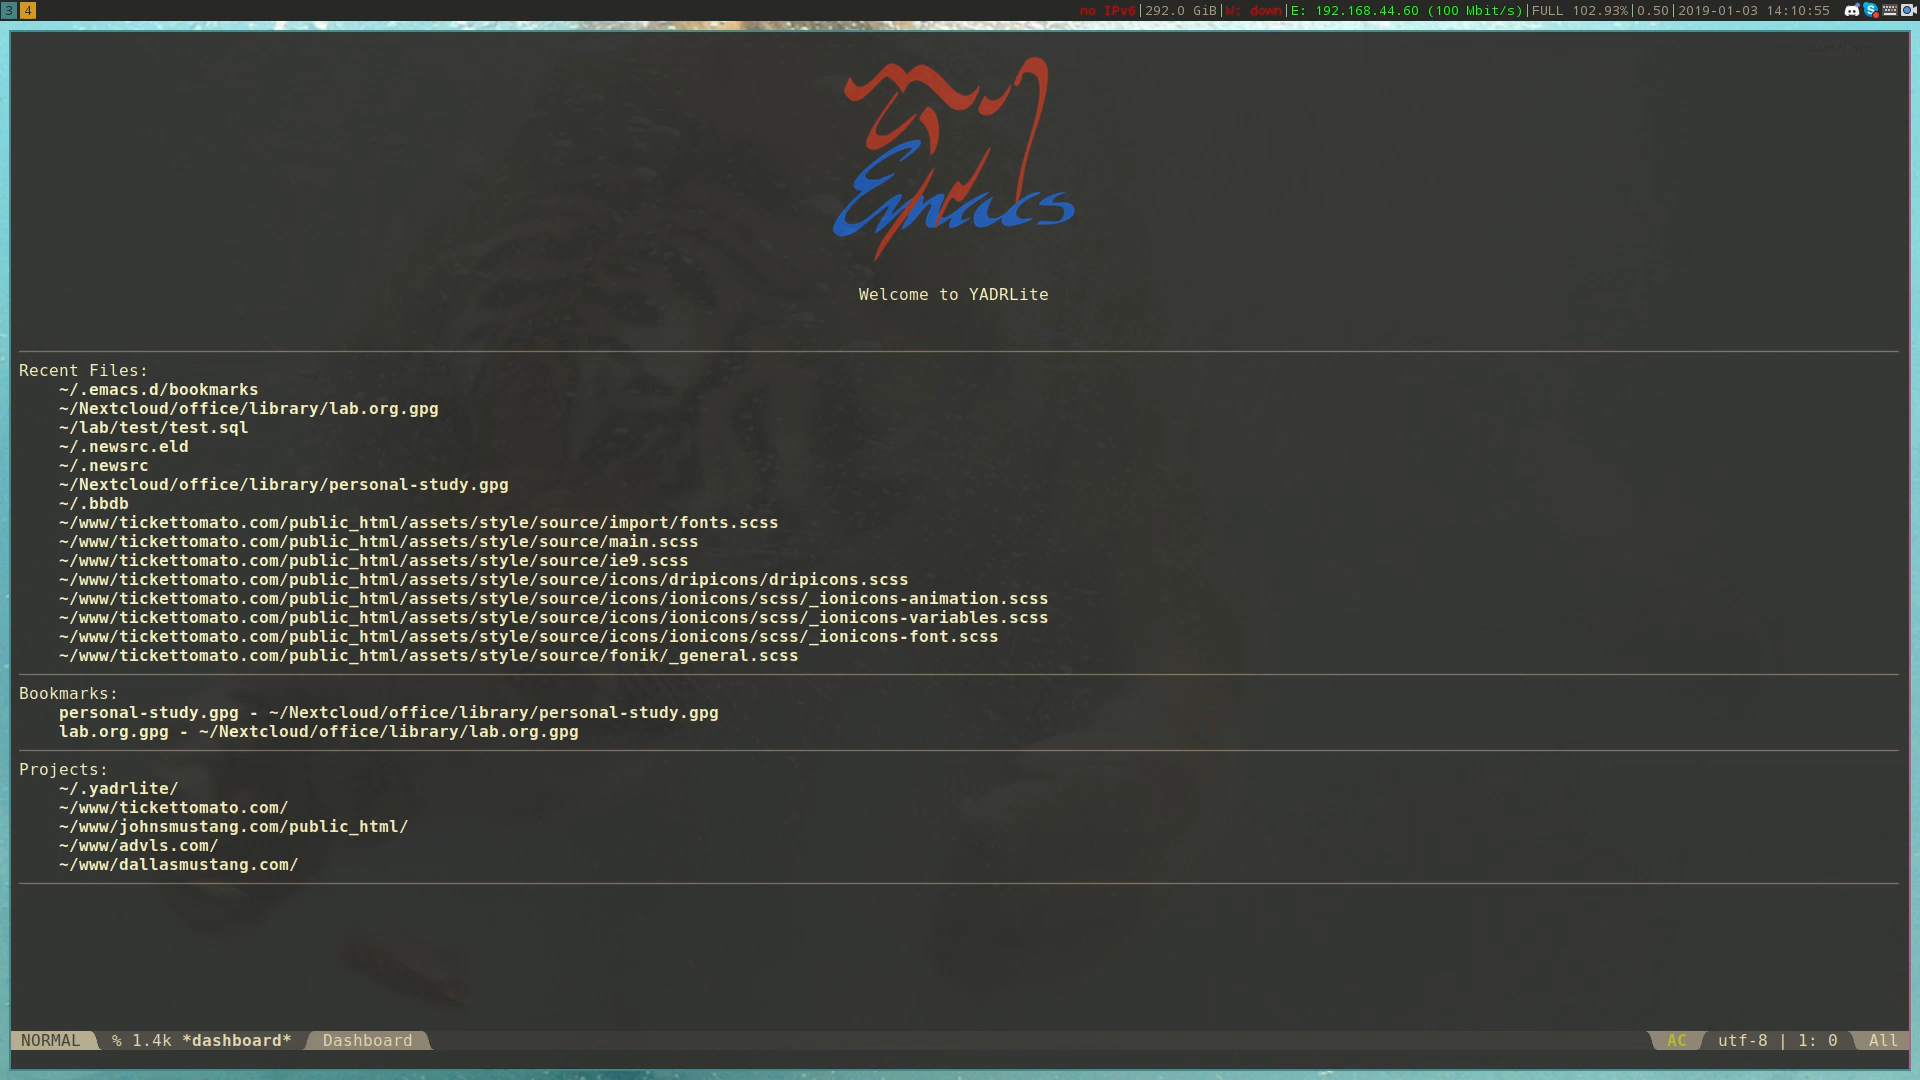 3 4 no IPv6|292.0 GiB|W: down|E: 192.168.44.60 (100 Mbit/s)|FULL 102.93%|0.50|2019-01-03 14:10:55
Emacs
Welcome to YADRLite
Recent Files:
~/.emacs.d/bookmarks
~/Nextcloud/office/library/lab.org.gpg
~/lab/test/test.sql
~/.newsrc.eld
~/.newsrc
~/Nextcloud/office/library/personal-study.gpg
~/.bbdb
~/www/tickettomato.com/public_html/assets/style/source/import/fonts.scss
~/www/tickettomato.com/public_html/assets/style/source/main.scss
~/www/tickettomato.com/public_html/assets/style/source/ie9.scss
~/www/tickettomato.com/public_html/assets/style/source/icons/dripicons/dripicons.scss
~/www/tickettomato.com/public_html/assets/style/source/icons/ionicons/scss/_ionicons-animation.scss
~/www/tickettomato.com/public_html/assets/style/source/icons/ionicons/scss/_ionicons-variables.scss
~/www/tickettomato.com/public_html/assets/style/source/icons/ionicons/scss/_ionicons-font.scss
~/www/tickettomato.com/public_html/assets/style/source/fonik/_general.scss
Bookmarks:
personal-study.gpg - ~/Nextcloud/office/library/personal-study.gpg
lab.org.gpg - ~/Nextcloud/office/library/lab.org.gpg
Projects:
~/.yadrlite/
~/www/tickettomato.com/
~/www/johnsmustang.com/public_html/
~/www/advls.com/
~/www/dallasmustang.com/
NORMAL % 1.4k *dashboard* Dashboard AC utf-8 | 1: 0 All